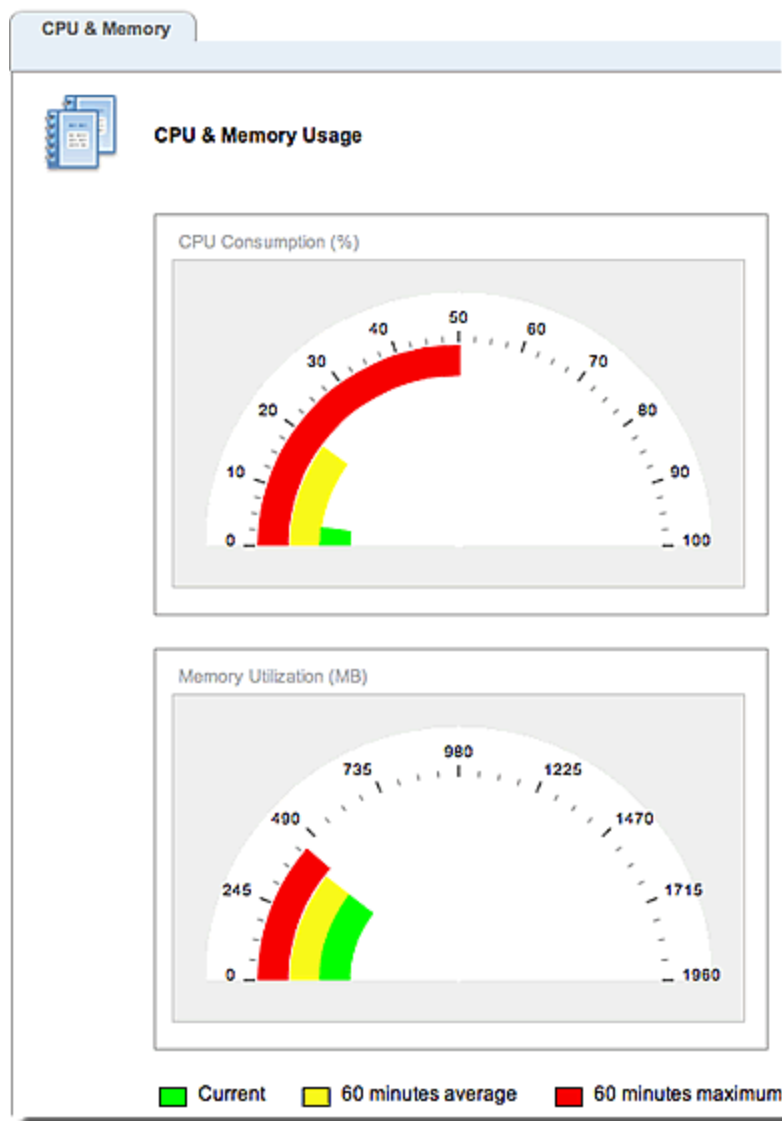 CPU & Memory
CPU & Memory Usage
CPU Consumption (%)
0
10
20
30
40
50
60
70
80
90
100
Memory Utilization (MB)
0
245
490
735
980
1225
1470
1715
1960
Current
60 minutes average
60 minutes maximum